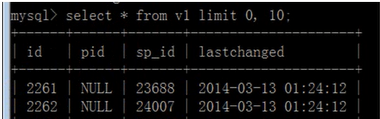 mysql> select * from v1 limit 0, 10;
+------+------+-------+---------------------+
| id | pid | sp_id | lastchanged |
+------+------+-------+---------------------+
| 2261 | NULL | 23688 | 2014-03-13 01:24:12 |
| 2262 | NULL | 24007 | 2014-03-13 01:24:12 |